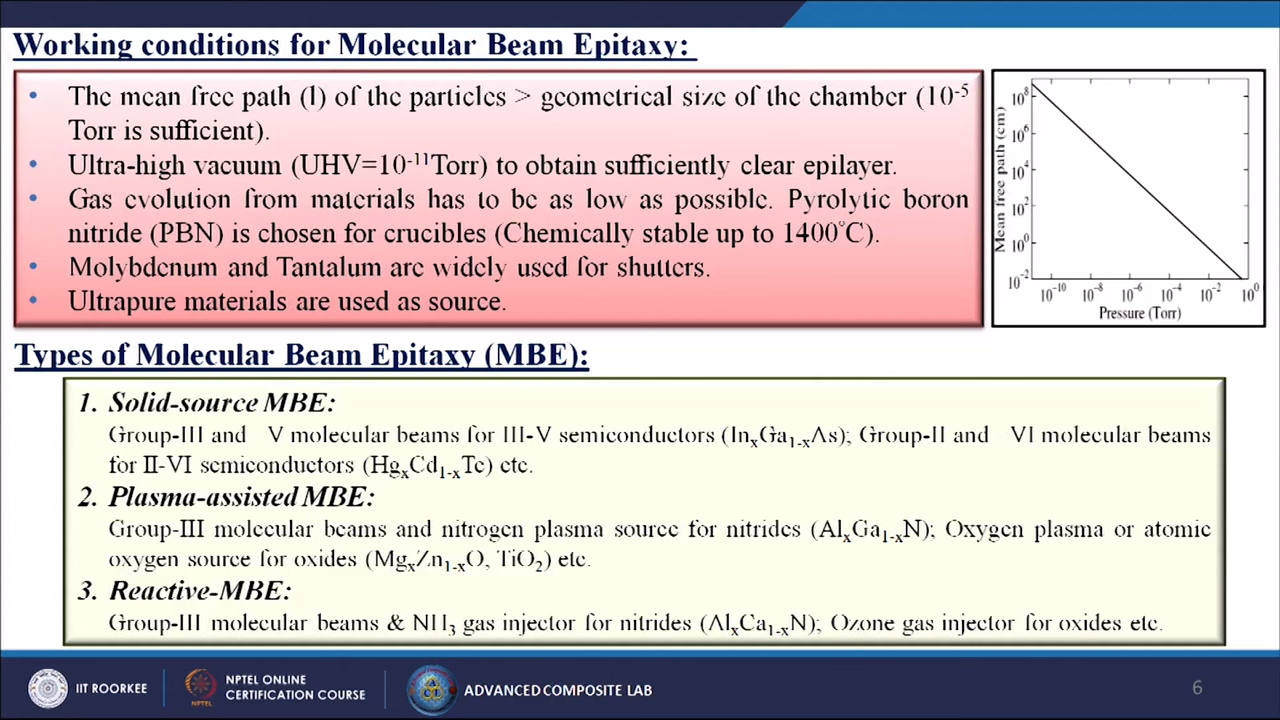 Working conditions for Molecular Beam Epitaxy:
• The mean free path (l) of the particles > geometrical size of the chamber (10⁻⁵
Torr is sufficient).
• Ultra-high vacuum (UHV=10⁻¹¹Torr) to obtain sufficiently clear epilayer.
• Gas evolution from materials has to be as low as possible. Pyrolytic boron
nitride (PBN) is chosen for crucibles (Chemically stable up to 1400°C).
• Molybdenum and Tantalum are widely used for shutters.
• Ultrapure materials are used as source.
Mean free path (cm)
10⁸
10⁶
10⁴
10²
10⁰
10⁻²
10⁻¹⁰ 10⁻⁸ 10⁻⁶ 10⁻⁴ 10⁻² 10⁰
Pressure (Torr)
Types of Molecular Beam Epitaxy (MBE):
1. Solid-source MBE:
Group-III and V molecular beams for III-V semiconductors (InₓGa₁₋ₓAs); Group-II and VI molecular beams
for II-VI semiconductors (HgₓCd₁₋ₓTe) etc.
2. Plasma-assisted MBE:
Group-III molecular beams and nitrogen plasma source for nitrides (AlₓGa₁₋ₓN); Oxygen plasma or atomic
oxygen source for oxides (MgₓZn₁₋ₓO, TiO₂) etc.
3. Reactive-MBE:
Group-III molecular beams & NH₃ gas injector for nitrides (AlₓGa₁₋ₓN); Ozone gas injector for oxides etc.
IIT ROORKEE
NPTEL
NPTEL ONLINE
CERTIFICATION COURSE
ACL
ADVANCED COMPOSITE LAB
6